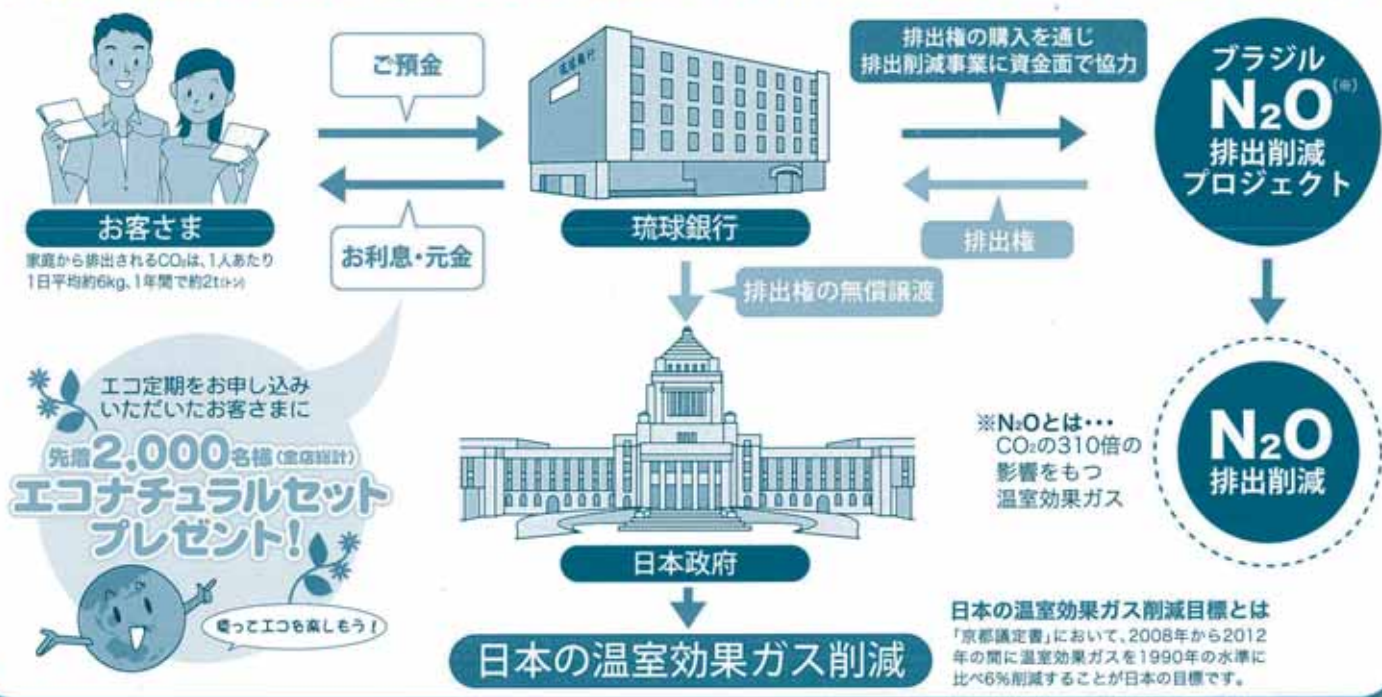 ご預金
排出権の購入を通じ
排出削減事業に資金面で協力
ブラジル
N₂O(※)
排出削減
プロジェクト
琉球銀行
お客さま
家庭から排出されるCO₂は、1人あたり
1日平均約6kg、1年間で約2t(トン)
お利息・元金
琉球銀行
排出権
排出権の無償譲渡
エコ定期をお申し込み
いただいたお客さまに
先着2,000名様(全店総計)
エコナチュラルセット
プレゼント!
使ってエコを楽しもう!
日本政府
※N₂Oとは・・・
CO₂の310倍の
影響をもつ
温室効果ガス
N₂O
排出削減
日本の温室効果ガス削減
日本の温室効果ガス削減目標とは
「京都議定書」において、2008年から2012
年の間に温室効果ガスを1990年の水準に
比べ6%削減することが日本の目標です。